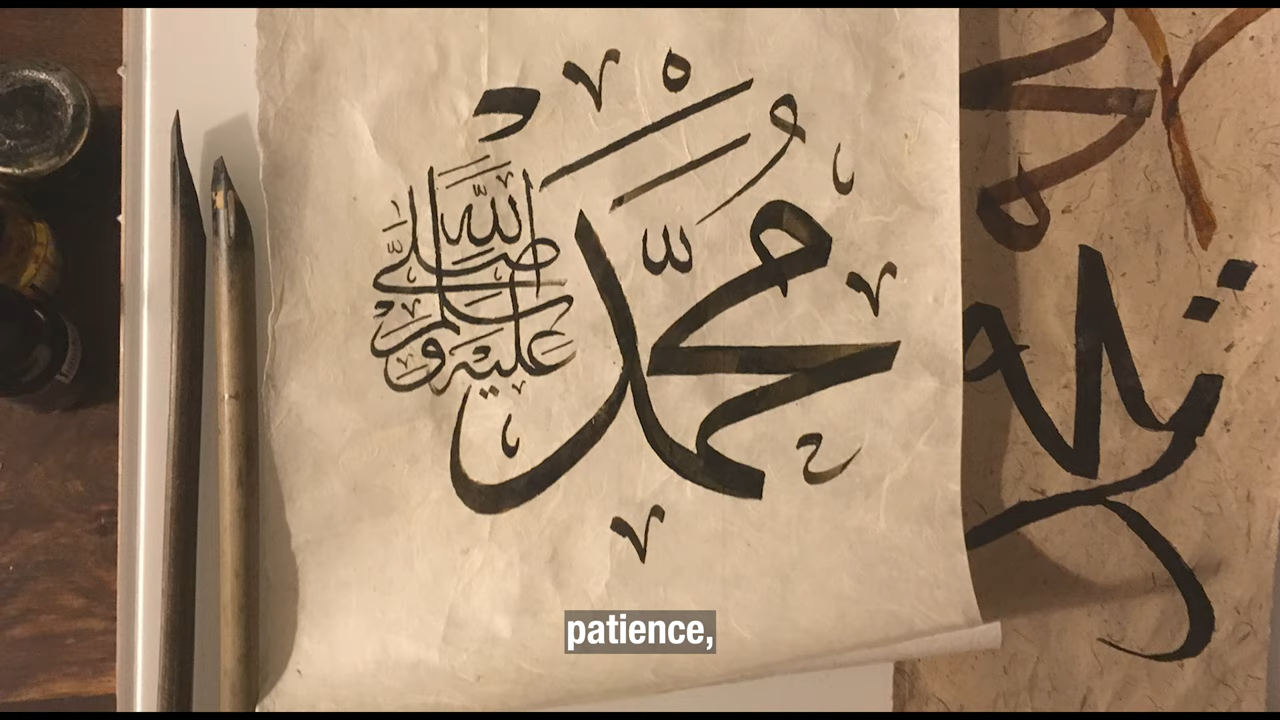 محمد
صلى الله
عليه وسلم
patience,